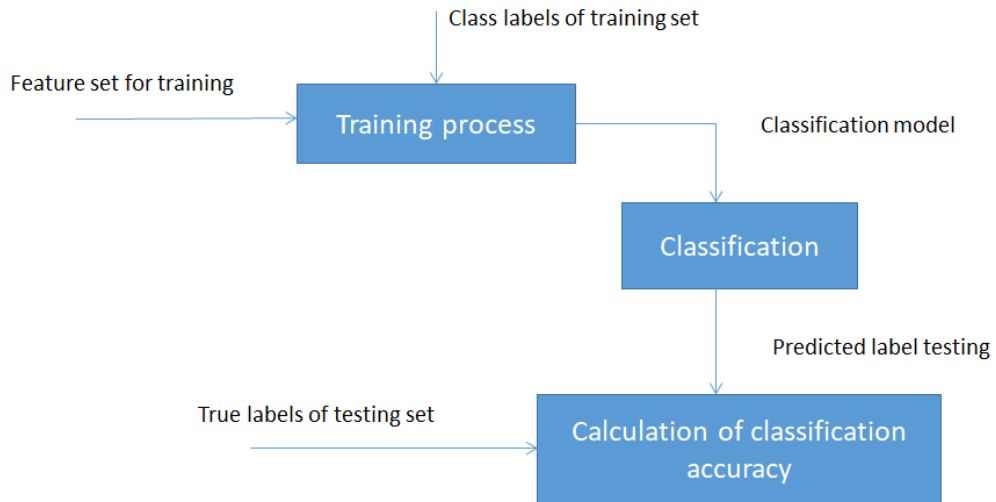 Class labels of training set
Feature set for training
Training process
Classification model
Classification
Predicted label testing
True labels of testing set
Calculation of classification
accuracy